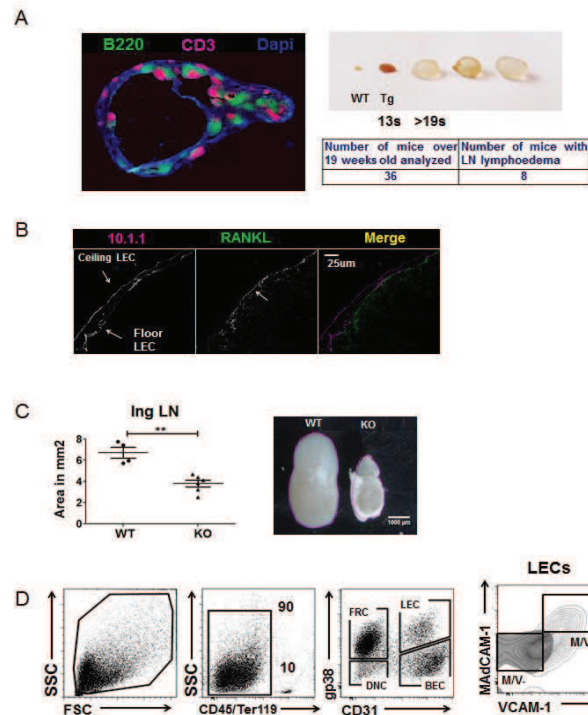 A
B220 CD3 Dapi
WT Tg
13s >19s
Number of mice over 19 weeks old analyzed
Number of mice with LN lymphoedema
36 8
B
10.1.1 RANKL Merge
Ceiling LEC
25um
Floor
LEC
C
Ing LN
**
Area in mm2
8
6
4
2
0
WT KO
WT KO
1000 µm
D
SSC
FSC
SSC
90
10
CD45/Ter119
gp38
FRC LEC
DNC BEC
CD31
LECs
MAdCAM-1
M/V
M/V-
VCAM-1